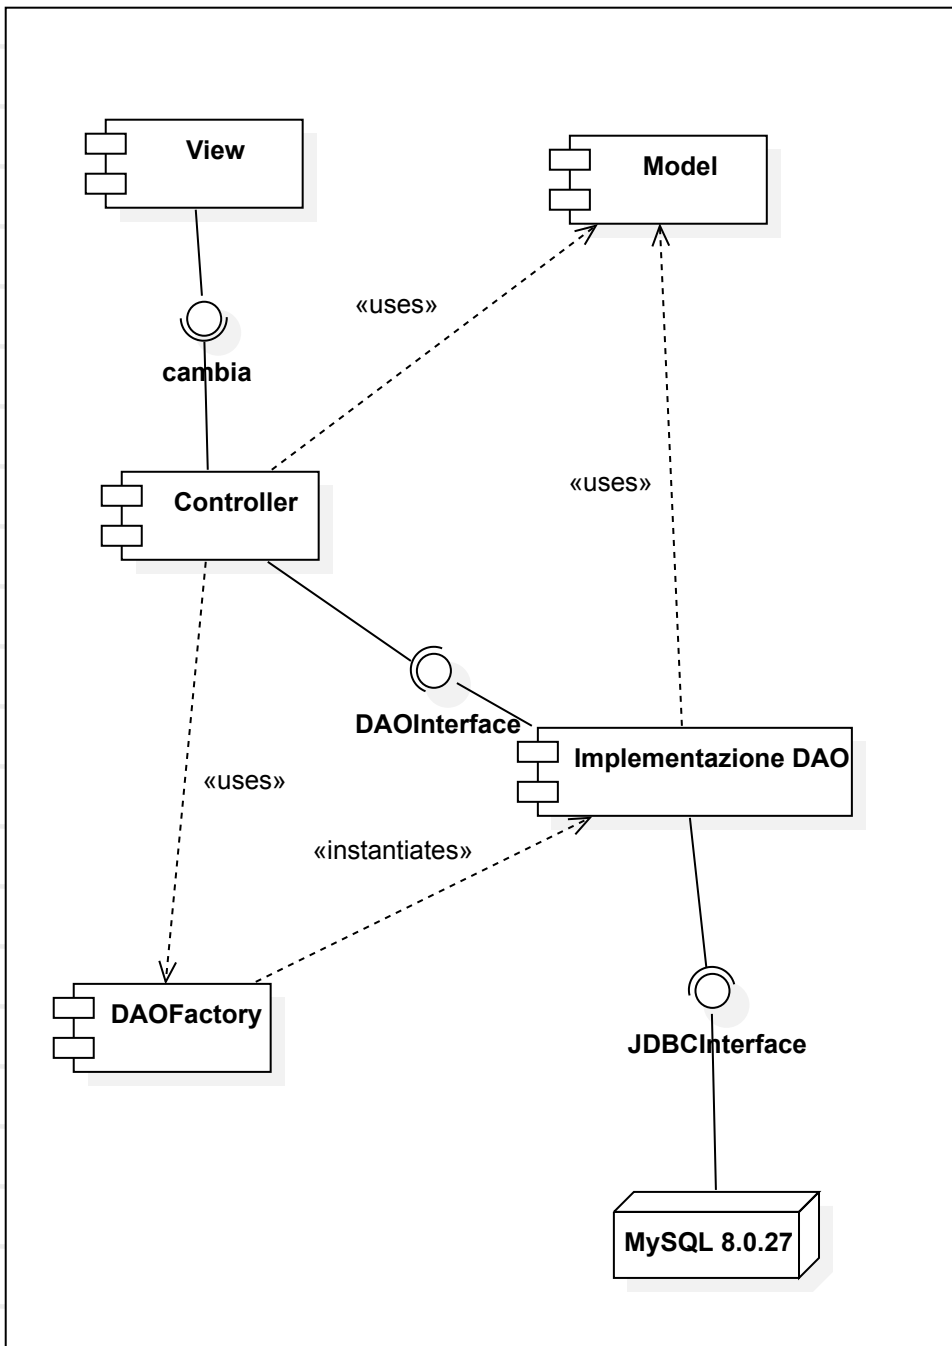 View
Model
«uses»
cambia
«uses»
Controller
DAOInterface
Implementazione DAO
«uses»
«instantiates»
DAOFactory
JDBCInterface
MySQL 8.0.27